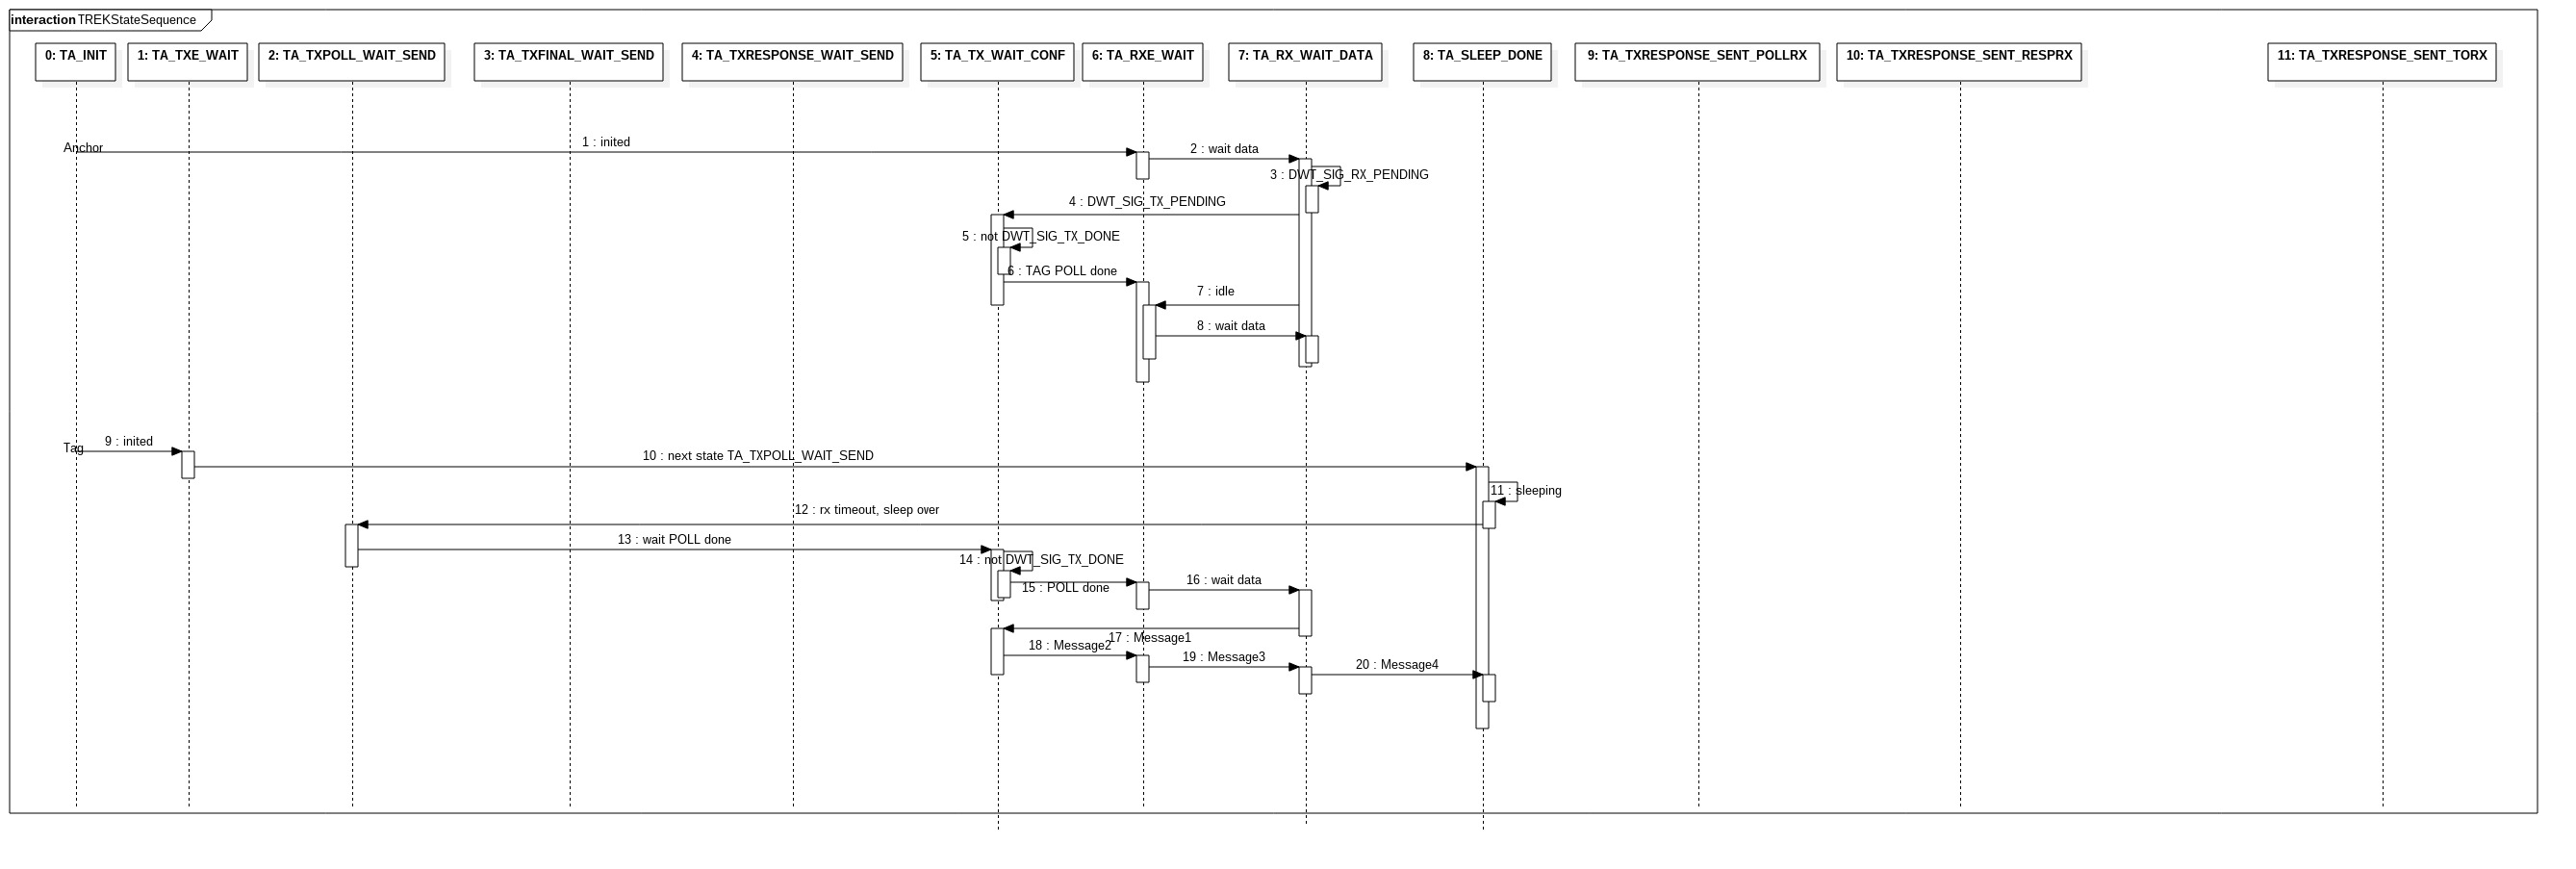 interaction TREKStateSequence
0: TA_INIT
1: TA_TXE_WAIT
2: TA_TXPOLL_WAIT_SEND
3: TA_TXFINAL_WAIT_SEND
4: TA_TXRESPONSE_WAIT_SEND
5: TA_TX_WAIT_CONF
6: TA_RXE_WAIT
7: TA_RX_WAIT_DATA
8: TA_SLEEP_DONE
9: TA_TXRESPONSE_SENT_POLLRX
10: TA_TXRESPONSE_SENT_RESPRX
11: TA_TXRESPONSE_SENT_TORX
Anchor
1 : inited
2 : wait data
3 : DWT_SIG_RX_PENDING
4 : DWT_SIG_TX_PENDING
5 : not DWT_SIG_TX_DONE
6 : TAG POLL done
7 : idle
8 : wait data
Tag
9 : inited
10 : next state TA_TXPOLL_WAIT_SEND
11 : sleeping
12 : rx timeout, sleep over
13 : wait POLL done
14 : not DWT_SIG_TX_DONE
15 : POLL done
16 : wait data
17 : Message1
18 : Message2
19 : Message3
20 : Message4